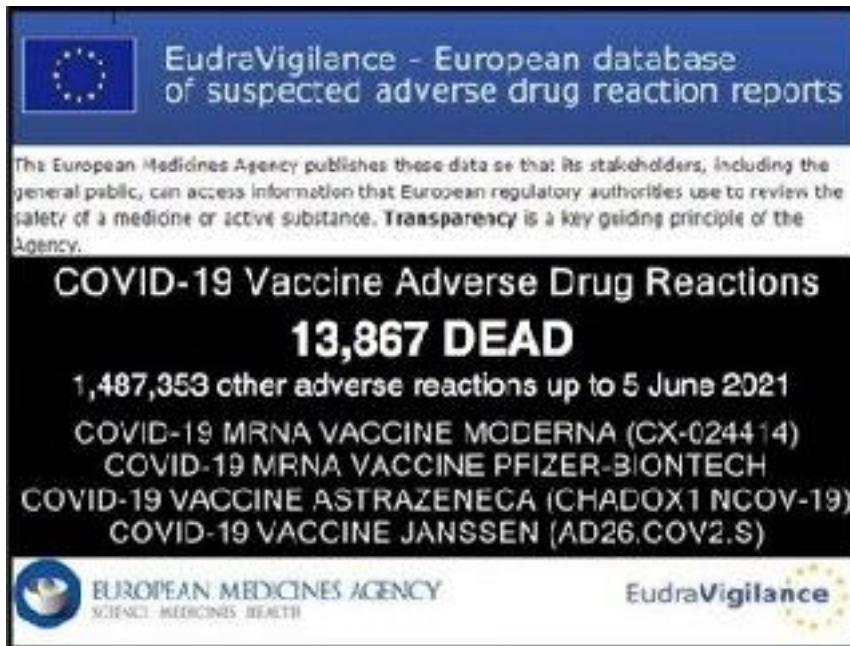 EudraVigilance - European database
of suspected adverse drug reaction reports
The European Medicines Agency publishes these data so that its stakeholders, including the
general public, can access information that European regulatory authorities use to review the
safety of a medicine or active substance. Transparency is a key guiding principle of the
Agency.
COVID-19 Vaccine Adverse Drug Reactions
13,867 DEAD
1,487,353 other adverse reactions up to 5 June 2021
COVID-19 MRNA VACCINE MODERNA (CX-024414)
COVID-19 MRNA VACCINE PFIZER-BIONTECH
COVID-19 VACCINE ASTRAZENECA (CHADOX1 NCOV-19)
COVID-19 VACCINE JANSSEN (AD26.COV2.S)
EUROPEAN MEDICINES AGENCY
SCIENCE MEDICINES HEALTH
EudraVigilance